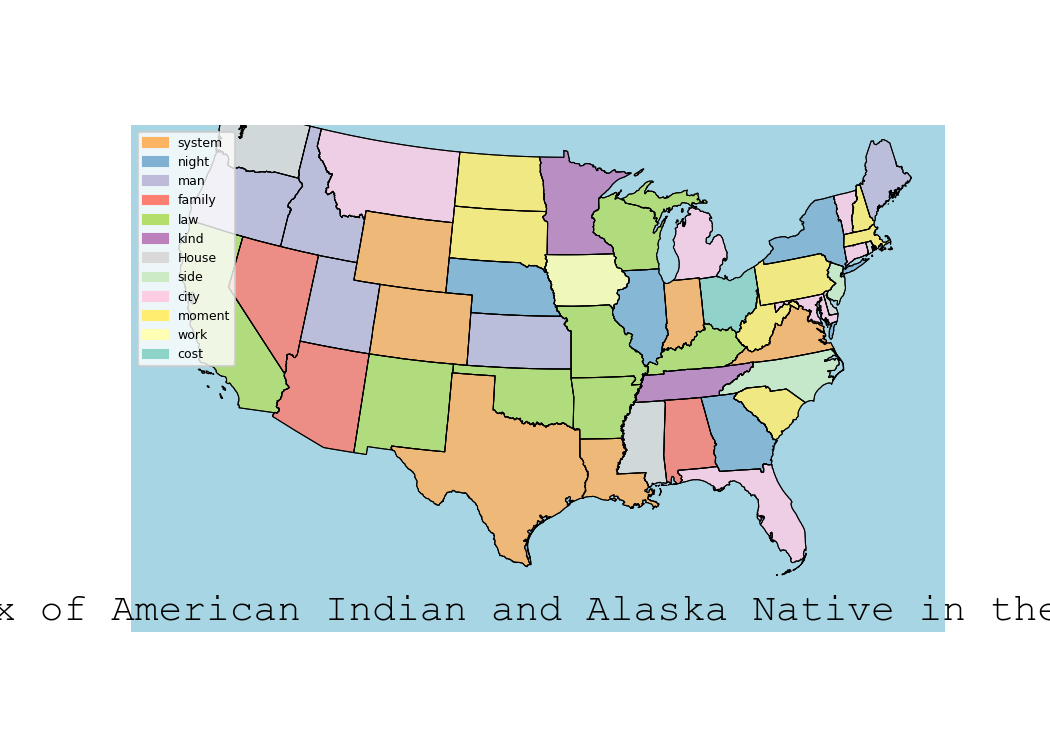 system
night
man
family
law
kind
House
side
city
moment
work
cost
of American Indian and Alaska Native in the